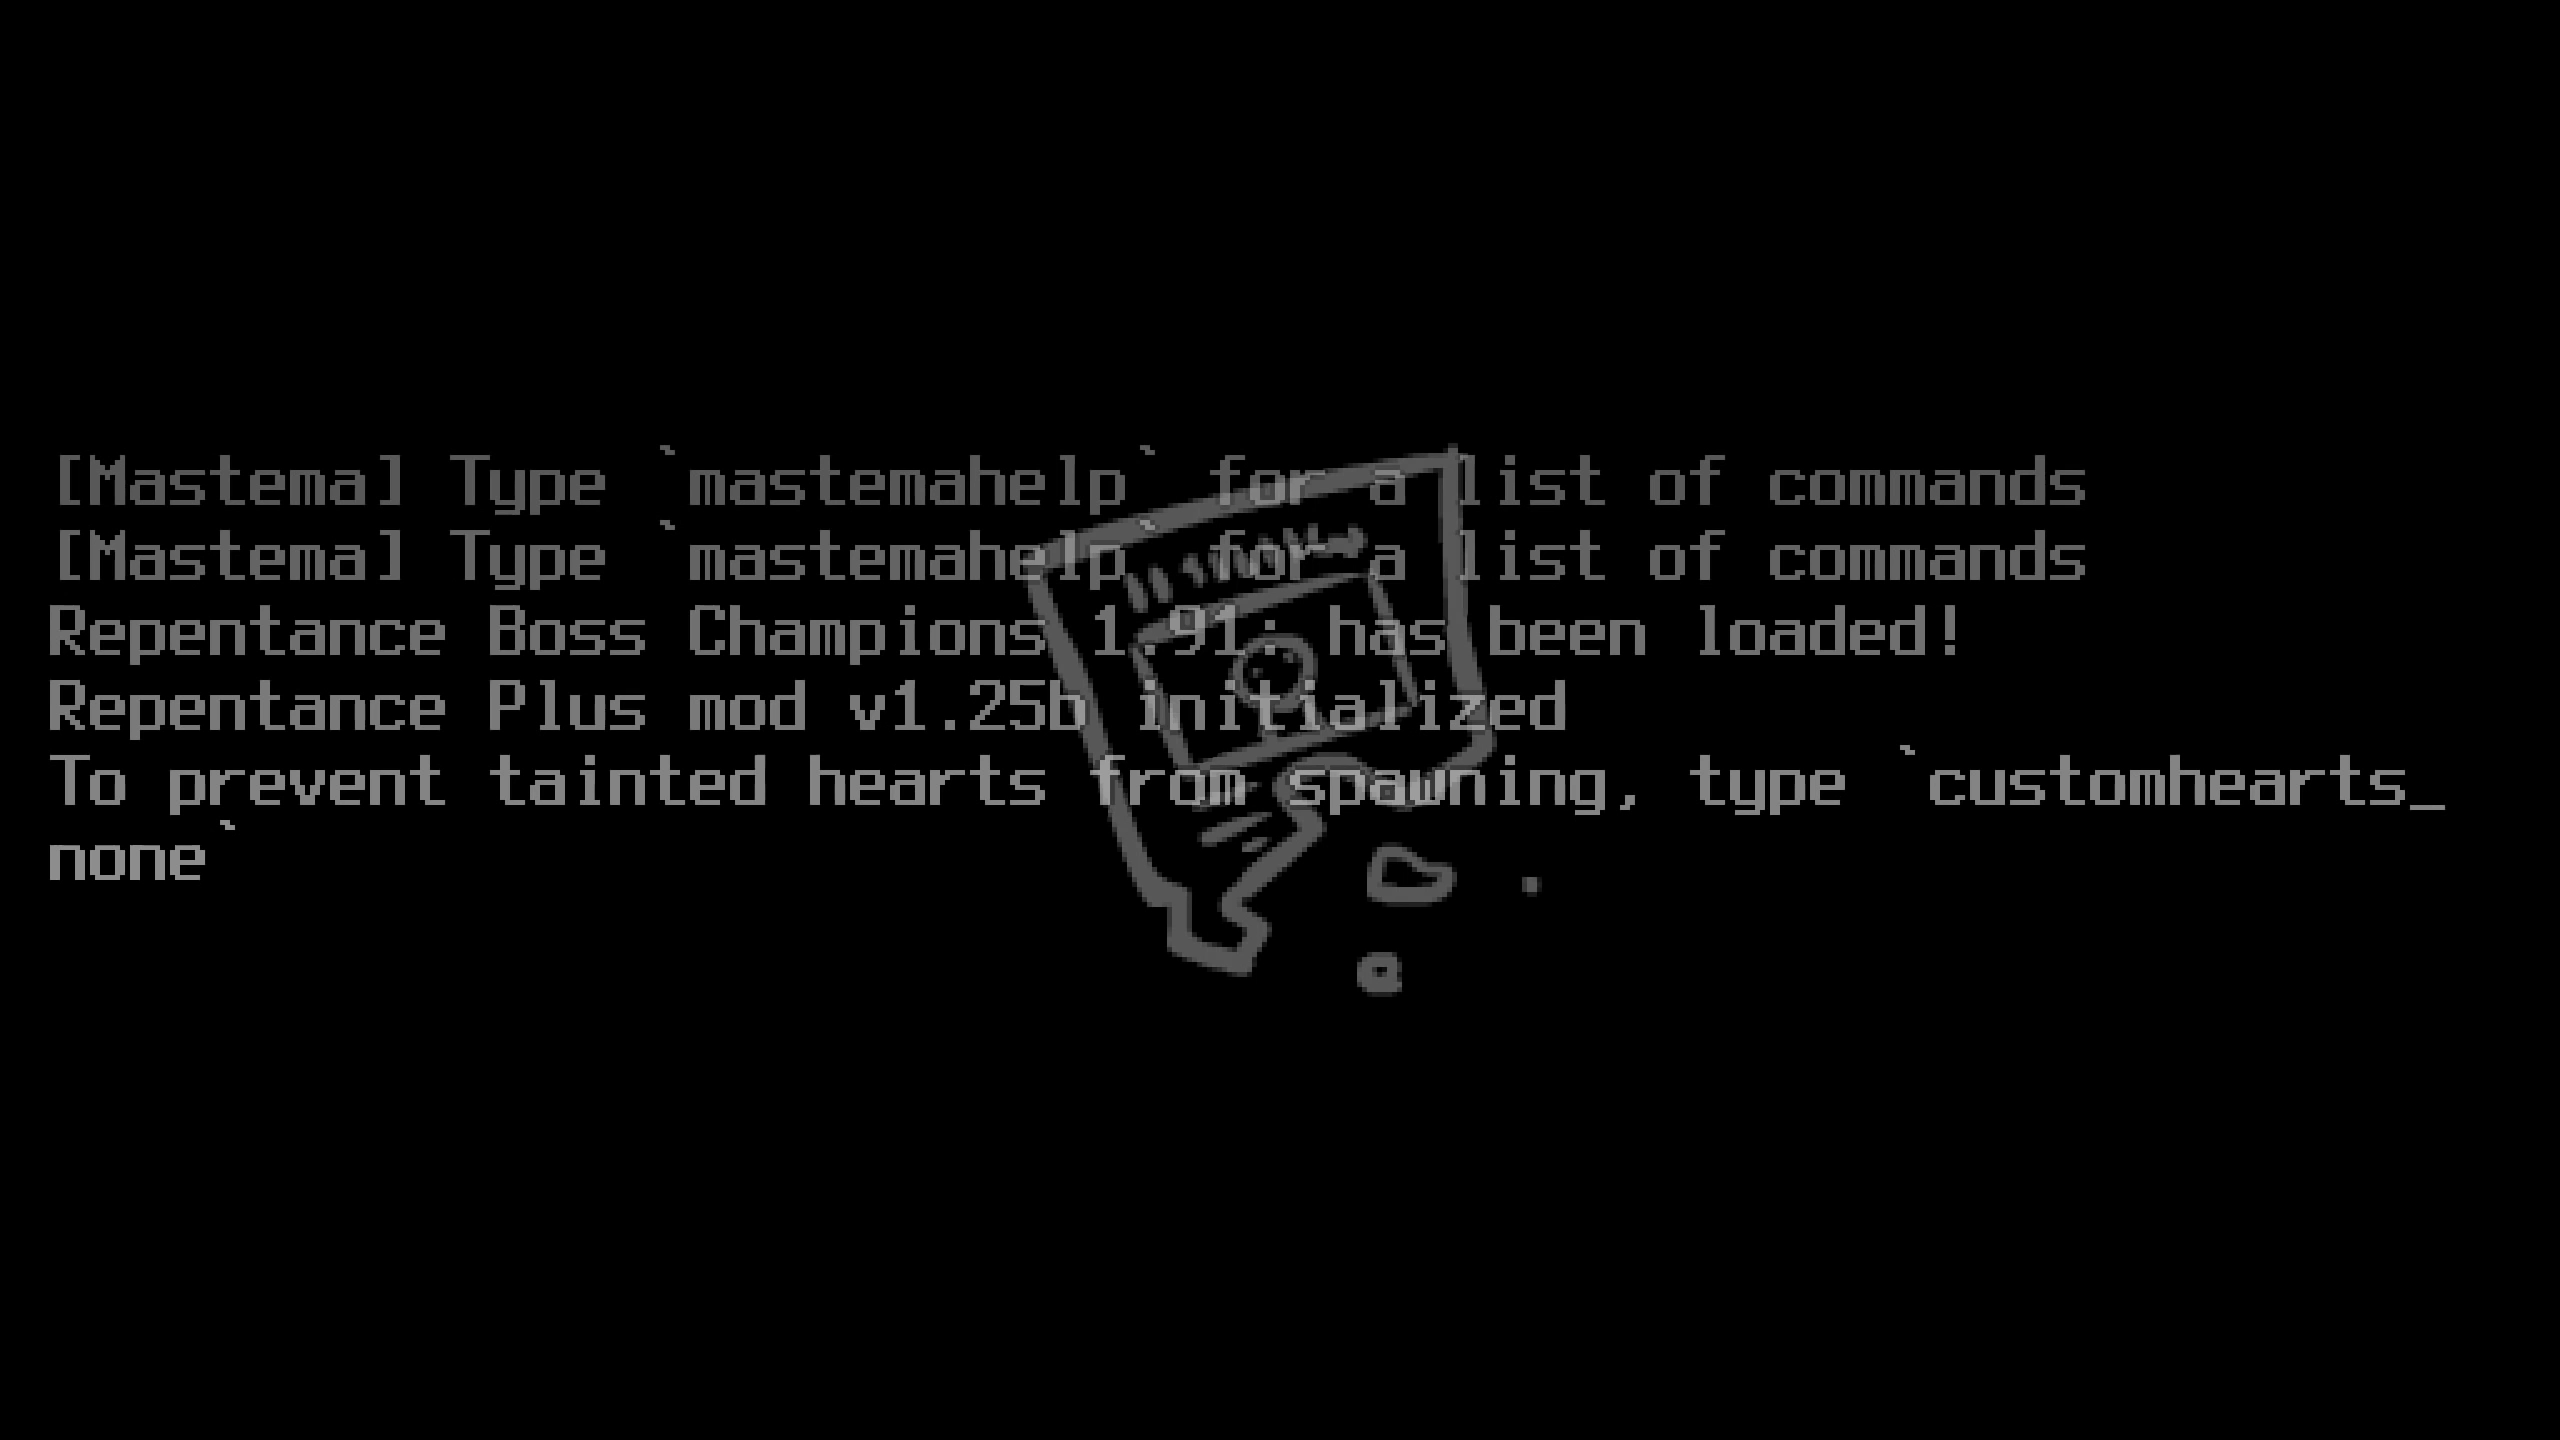 [Mastema] Type `mastemahelp` for a list of commands
[Mastema] Type `mastemahelp` for a list of commands
Repentance Boss Champions 1.91: has been loaded!
Repentance Plus mod v1.25b initialized
To prevent tainted hearts from spawning, type `customhearts_
none`